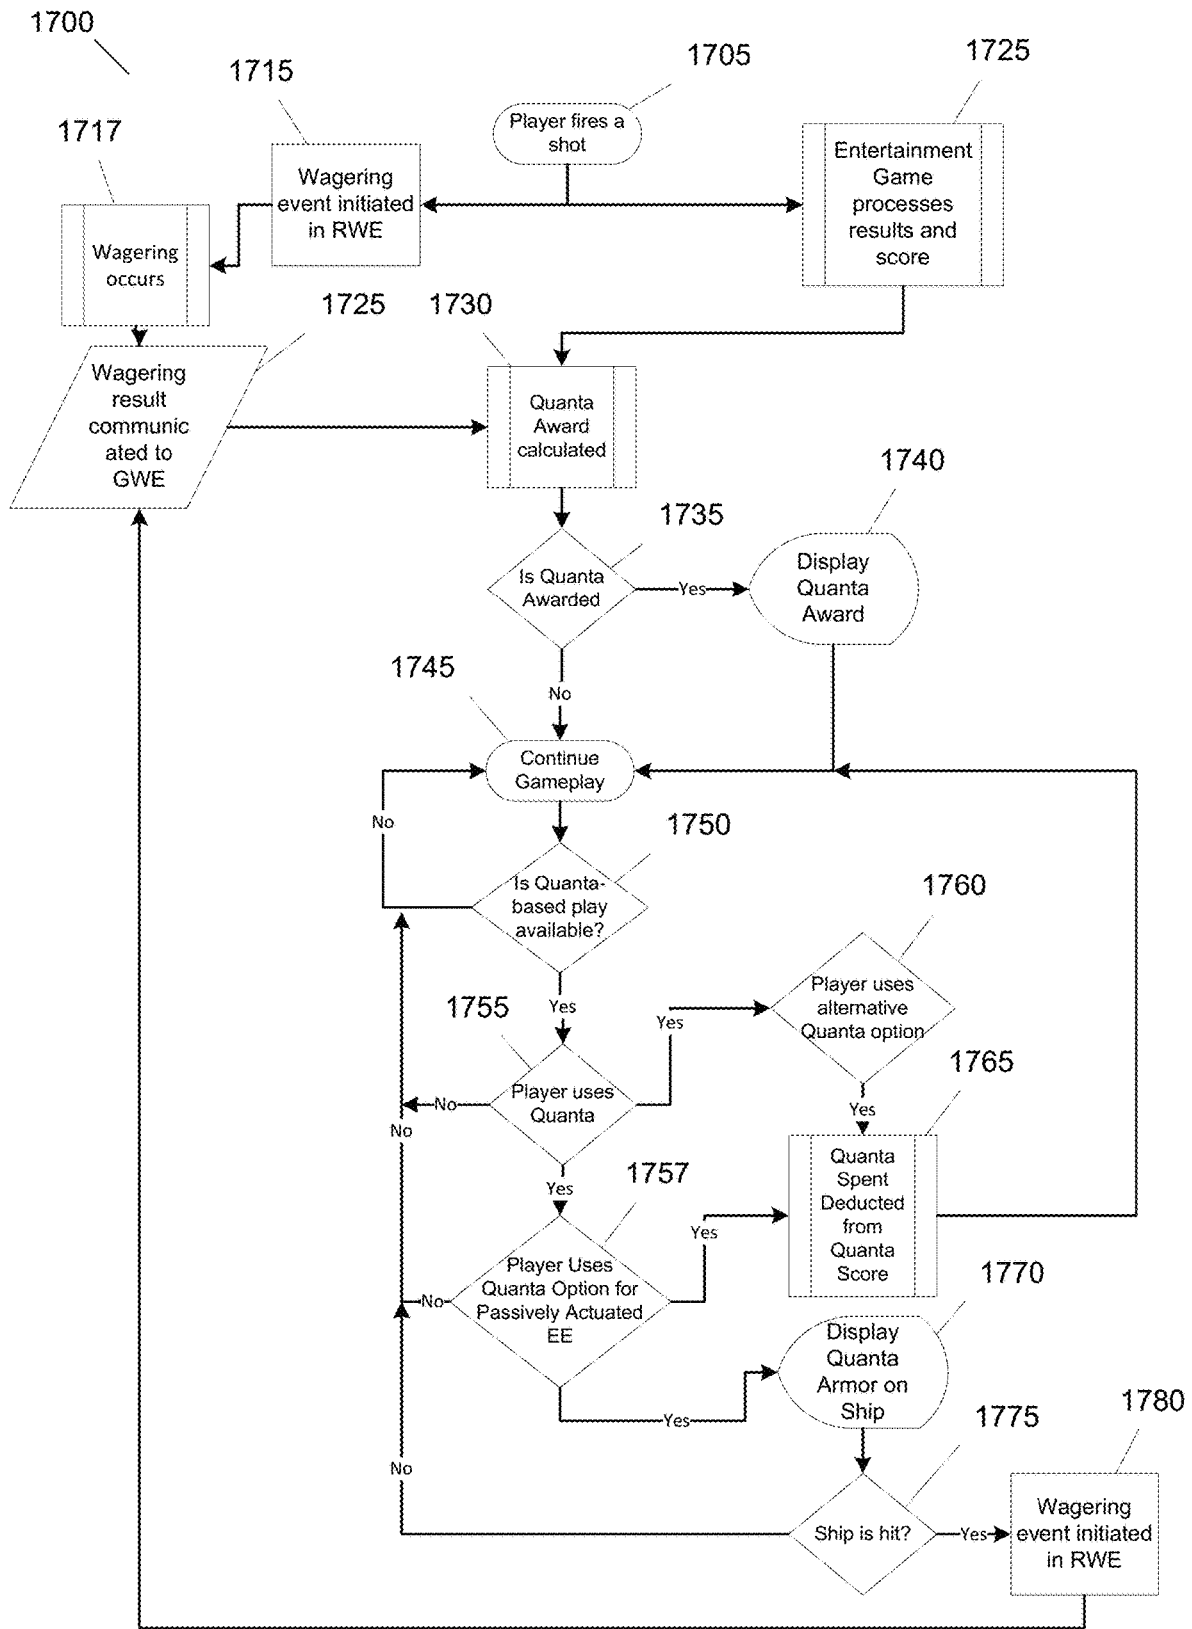 1700
1705
Player fires a
shot
1715
Wagering
event initiated
in RWE
1725
Entertainment
Game
processes
results and
score
1717
Wagering
occurs
1725
Wagering
result
communic
ated to
GWE
1730
Quanta
Award
calculated
1735
Is Quanta
Awarded
Yes
1740
Display
Quanta
Award
No
1745
Continue
Gameplay
No
1750
Is Quanta-
based play
available?
Yes
1755
Player uses
Quanta
No
No
Yes
1760
Player uses
alternative
Quanta option
Yes
1765
Quanta
Spent
Deducted
from
Quanta
Score
Yes
1757
Player Uses
Quanta Option for
Passively Actuated
EE
No
Yes
Yes
1770
Display
Quanta
Armor on
Ship
1775
Ship is hit?
No
Yes
1780
Wagering
event initiated
in RWE